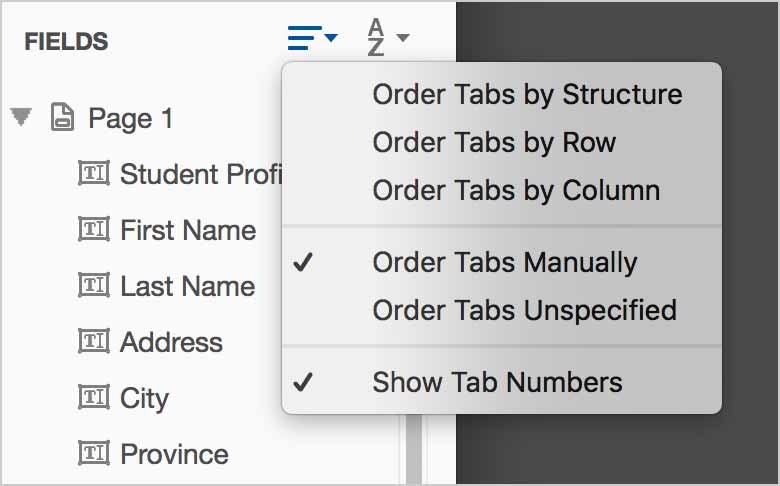 FIELDS
A
Z
Page 1
Student Profi
First Name
Last Name
Address
City
Province
Order Tabs by Structure
Order Tabs by Row
Order Tabs by Column
Order Tabs Manually
Order Tabs Unspecified
Show Tab Numbers